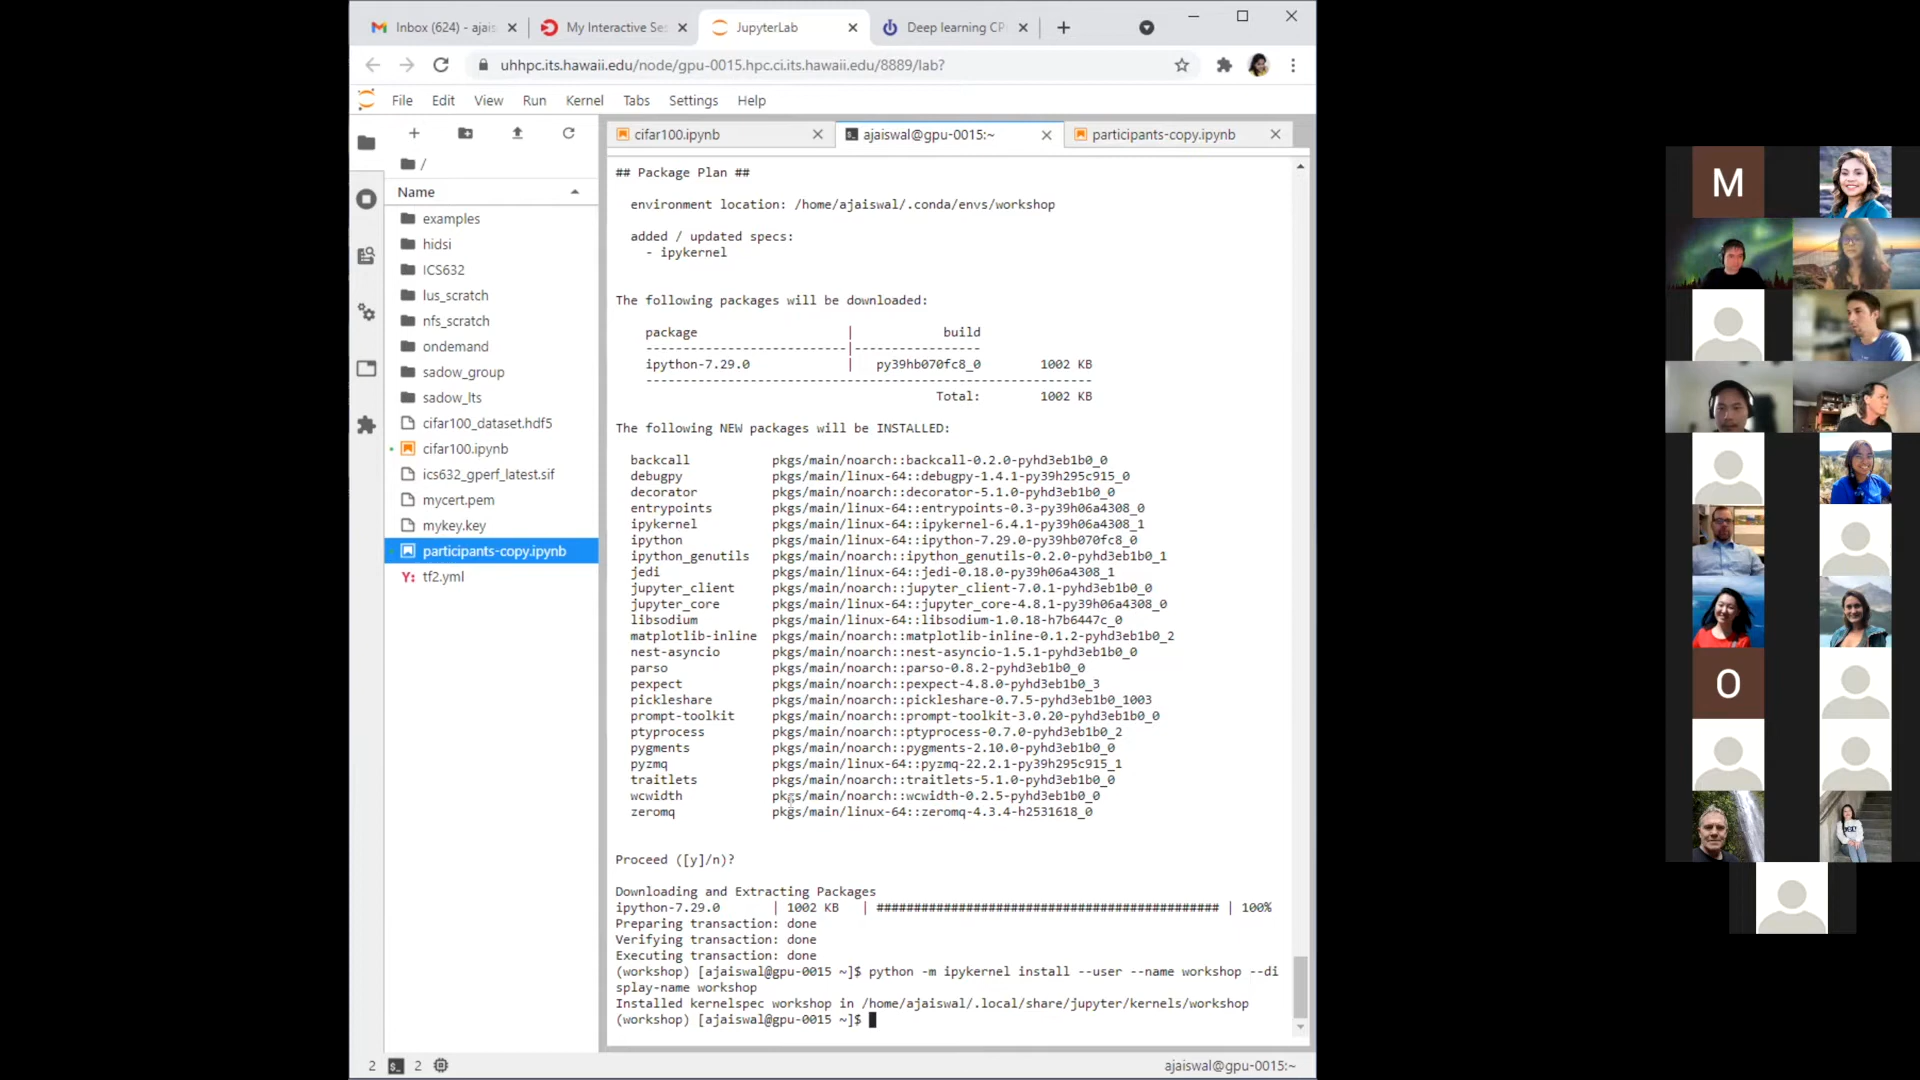 Inbox (624) - ajais
My Interactive Ses
JupyterLab
Deep learning CP
uhhpc.its.hawaii.edu/node/gpu-0015.hpc.ci.its.hawaii.edu/8889/lab?
File Edit View Run Kernel Tabs Settings Help
cifar100.ipynb
ajaiswal@gpu-0015:~
participants-copy.ipynb
/
Name
examples
hidsi
ICS632
lus_scratch
nfs_scratch
ondemand
sadow_group
sadow_lts
cifar100_dataset.hdf5
cifar100.ipynb
ics632_gperf_latest.sif
mycert.pem
mykey.key
participants-copy.ipynb
Y: tf2.yml
## Package Plan ##
environment location: /home/ajaiswal/.conda/envs/workshop
added / updated specs:
- ipykernel
The following packages will be downloaded:
package | build
---------------------------|-----------------
ipython-7.29.0 | py39hb070fc8_0 1002 KB
------------------------------------------------------------
Total: 1002 KB
The following NEW packages will be INSTALLED:
backcall pkgs/main/noarch::backcall-0.2.0-pyhd3eb1b0_0
debugpy pkgs/main/linux-64::debugpy-1.4.1-py39h295c915_0
decorator pkgs/main/noarch::decorator-5.1.0-pyhd3eb1b0_0
entrypoints pkgs/main/linux-64::entrypoints-0.3-py39h06a4308_0
ipykernel pkgs/main/linux-64::ipykernel-6.4.1-py39h06a4308_1
ipython pkgs/main/linux-64::ipython-7.29.0-py39hb070fc8_0
ipython_genutils pkgs/main/noarch::ipython_genutils-0.2.0-pyhd3eb1b0_1
jedi pkgs/main/linux-64::jedi-0.18.0-py39h06a4308_1
jupyter_client pkgs/main/noarch::jupyter_client-7.0.1-pyhd3eb1b0_0
jupyter_core pkgs/main/linux-64::jupyter_core-4.8.1-py39h06a4308_0
libsodium pkgs/main/linux-64::libsodium-1.0.18-h7b6447c_0
matplotlib-inline pkgs/main/noarch::matplotlib-inline-0.1.2-pyhd3eb1b0_2
nest-asyncio pkgs/main/noarch::nest-asyncio-1.5.1-pyhd3eb1b0_0
parso pkgs/main/noarch::parso-0.8.2-pyhd3eb1b0_0
pexpect pkgs/main/noarch::pexpect-4.8.0-pyhd3eb1b0_3
pickleshare pkgs/main/noarch::pickleshare-0.7.5-pyhd3eb1b0_1003
prompt-toolkit pkgs/main/noarch::prompt-toolkit-3.0.20-pyhd3eb1b0_0
ptyprocess pkgs/main/noarch::ptyprocess-0.7.0-pyhd3eb1b0_2
pygments pkgs/main/noarch::pygments-2.10.0-pyhd3eb1b0_0
pyzmq pkgs/main/linux-64::pyzmq-22.2.1-py39h295c915_1
traitlets pkgs/main/noarch::traitlets-5.1.0-pyhd3eb1b0_0
wcwidth pkgs/main/noarch::wcwidth-0.2.5-pyhd3eb1b0_0
zeromq pkgs/main/linux-64::zeromq-4.3.4-h2531618_0
Proceed ([y]/n)?
Downloading and Extracting Packages
ipython-7.29.0 | 1002 KB | ############################################## | 100%
Preparing transaction: done
Verifying transaction: done
Executing transaction: done
(workshop) [ajaiswal@gpu-0015 ~]$ python -m ipykernel install --user --name workshop --di
splay-name workshop
Installed kernelspec workshop in /home/ajaiswal/.local/share/jupyter/kernels/workshop
(workshop) [ajaiswal@gpu-0015 ~]$
2 $_ 2
ajaiswal@gpu-0015:~
M
O